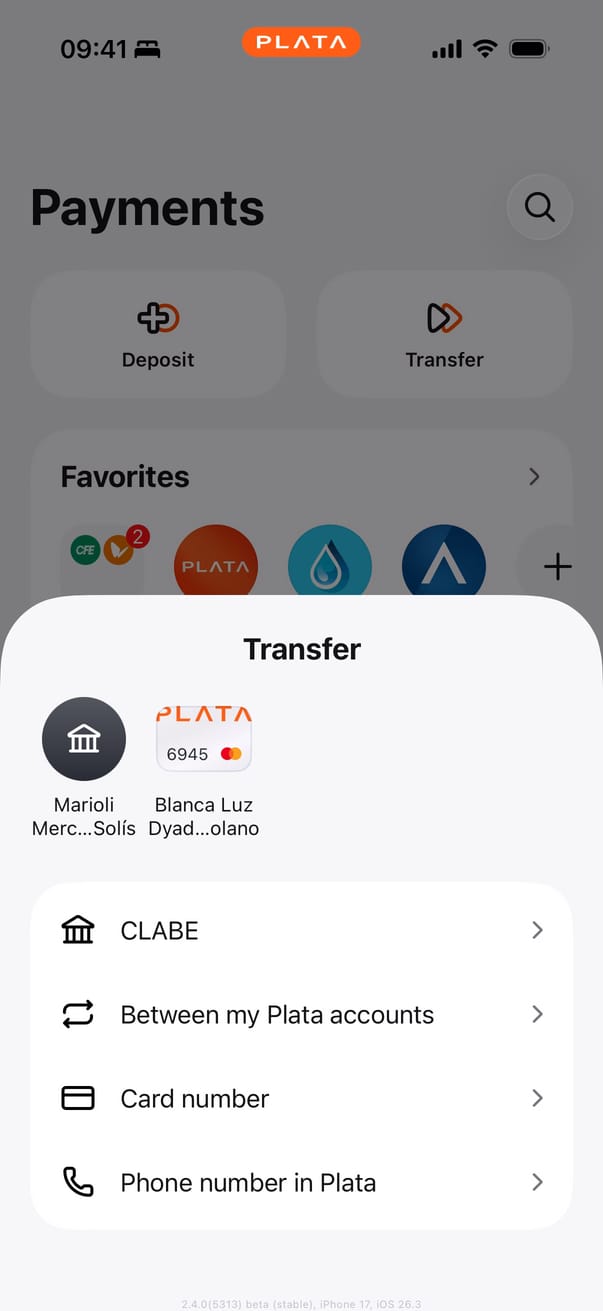 09:41
PLATA
Payments
Deposit
Transfer
Favorites
CFE
2
PLATA
Transfer
PLATA
6945
Marioli
Merc...Solís
Blanca Luz
Dyad...olano
CLABE
Between my Plata accounts
Card number
Phone number in Plata
2.4.0(5313) beta (stable), iPhone 17, iOS 26.3